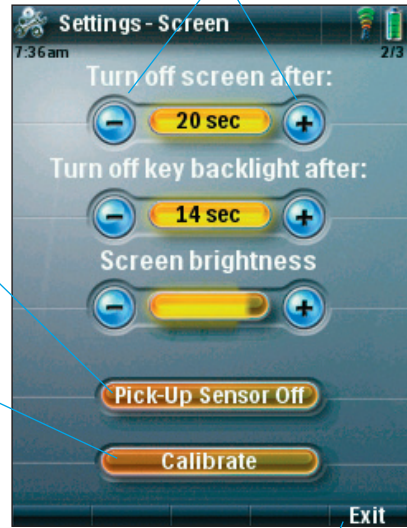 Settings - Screen
7:36am 2/3
Turn off screen after:
− 20 sec +
Turn off key backlight after:
− 14 sec +
Screen brightness
− +
Pick-Up Sensor Off
Calibrate
Exit